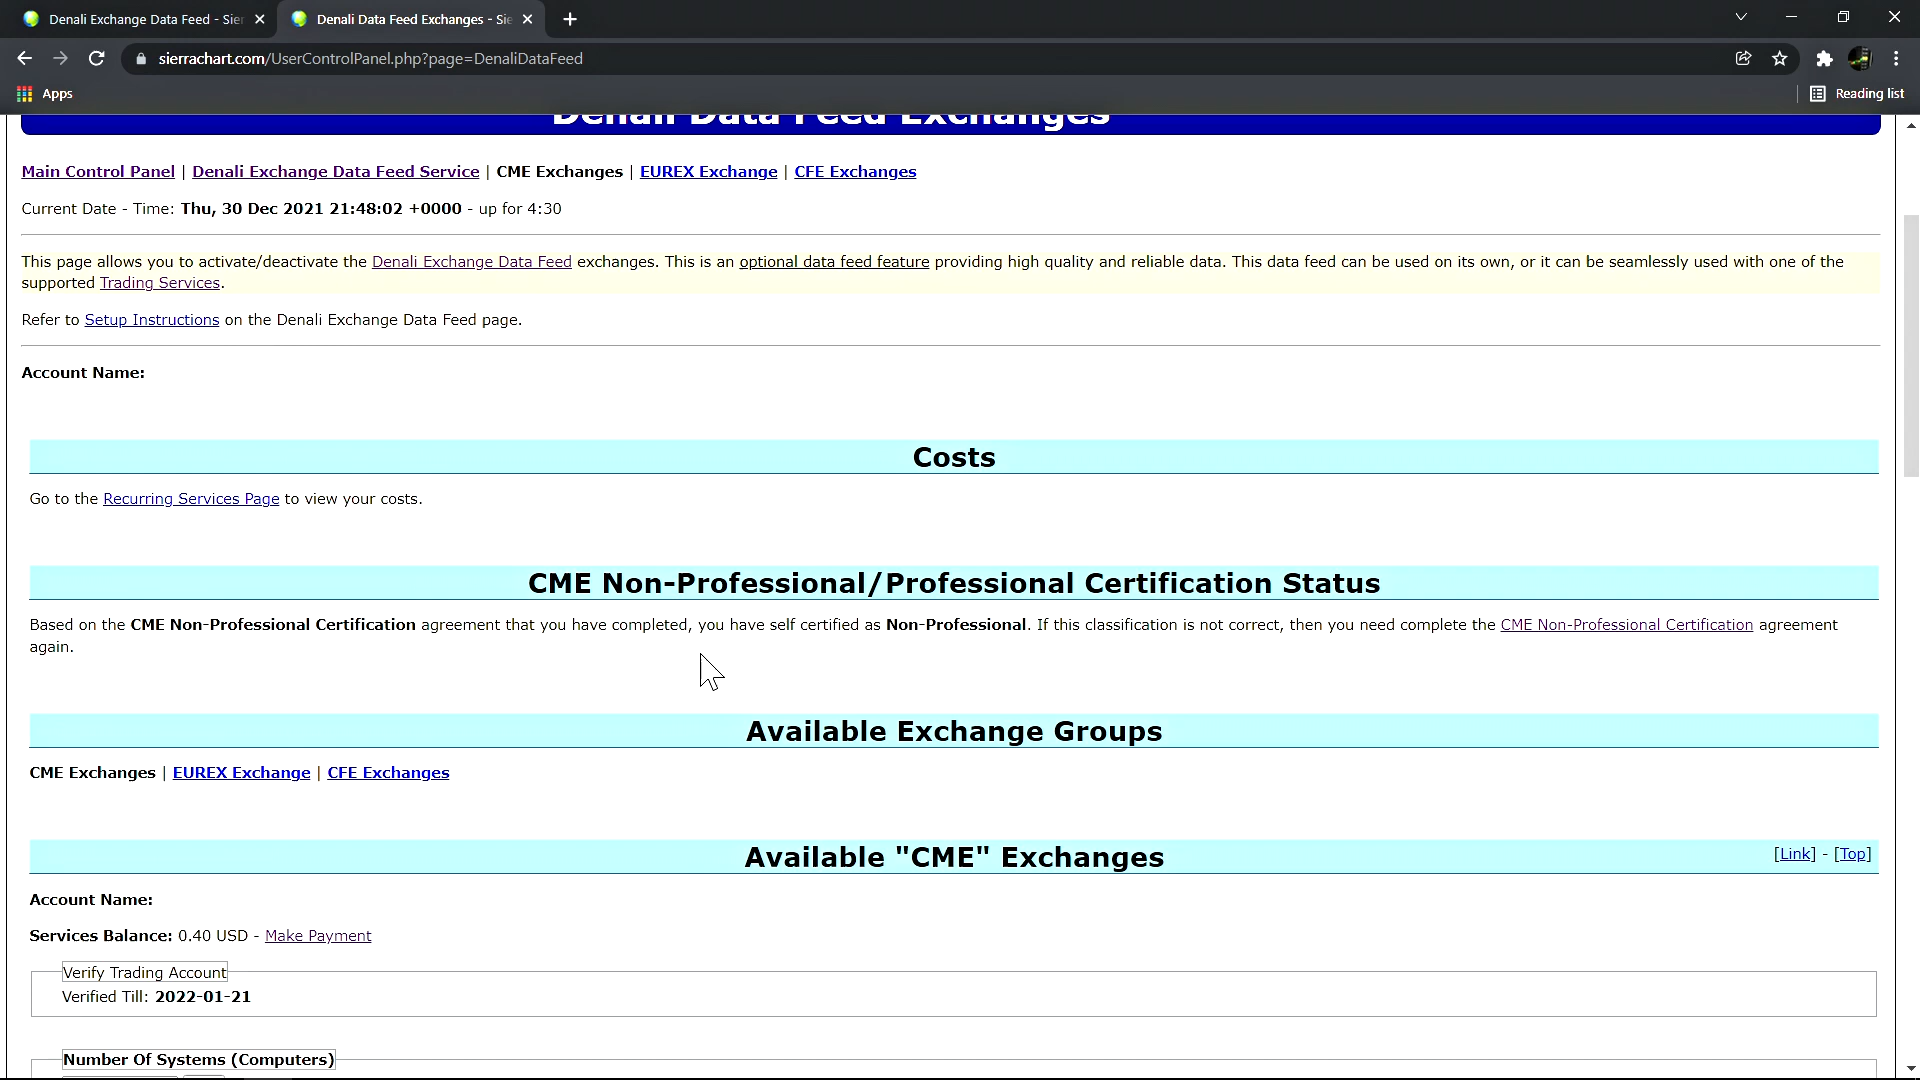 Denali Exchange Data Feed - Sier
Denali Data Feed Exchanges - Sie
sierrachart.com/UserControlPanel.php?page=DenaliDataFeed
Apps
Reading list
Denali Data Feed Exchanges
Main Control Panel | Denali Exchange Data Feed Service | CME Exchanges | EUREX Exchange | CFE Exchanges
Current Date - Time: Thu, 30 Dec 2021 21:48:02 +0000 - up for 4:30
This page allows you to activate/deactivate the Denali Exchange Data Feed exchanges. This is an optional data feed feature providing high quality and reliable data. This data feed can be used on its own, or it can be seamlessly used with one of the
supported Trading Services.
Refer to Setup Instructions on the Denali Exchange Data Feed page.
Account Name:
Costs
Go to the Recurring Services Page to view your costs.
CME Non-Professional/Professional Certification Status
Based on the CME Non-Professional Certification agreement that you have completed, you have self certified as Non-Professional. If this classification is not correct, then you need complete the CME Non-Professional Certification agreement
again.
Available Exchange Groups
CME Exchanges | EUREX Exchange | CFE Exchanges
Available "CME" Exchanges
[Link] - [Top]
Account Name:
Services Balance: 0.40 USD - Make Payment
Verify Trading Account
Verified Till: 2022-01-21
Number Of Systems (Computers)